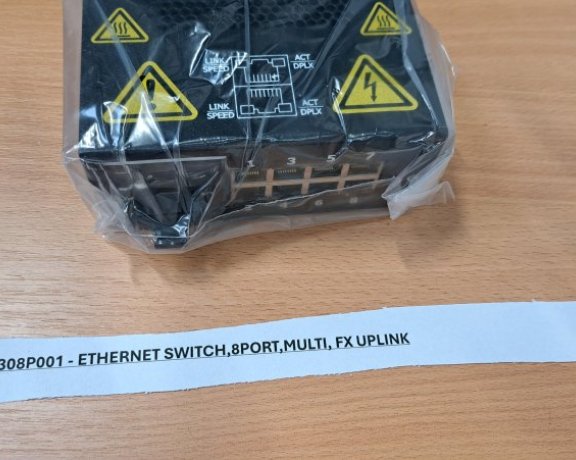 LINK ACT
SPEED DPLX
LINK ACT
SPEED DPLX
1 3 5 7
308P001 - ETHERNET SWITCH,8PORT,MULTI, FX UPLINK